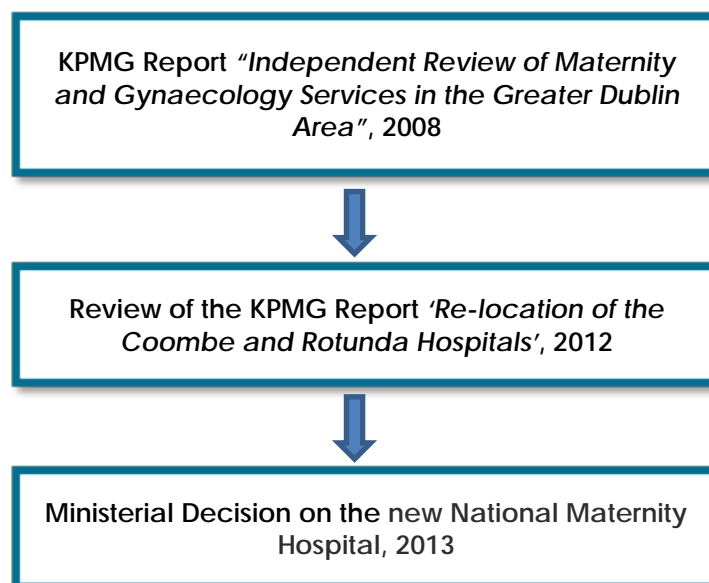 KPMG Report “Independent Review of Maternity
and Gynaecology Services in the Greater Dublin
Area”, 2008
Review of the KPMG Report ‘Re-location of the
Coombe and Rotunda Hospitals’, 2012
Ministerial Decision on the new National Maternity
Hospital, 2013